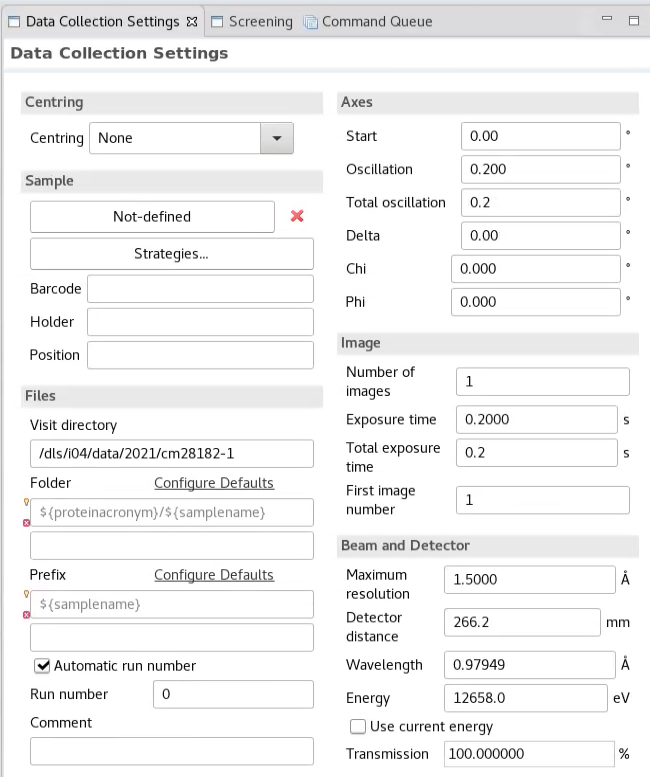 Data Collection Settings Screening Command Queue
Data Collection Settings
Centring
Centring None
Sample
Not-defined
Strategies...
Barcode
Holder
Position
Files
Visit directory
/dls/i04/data/2021/cm28182-1
Folder Configure Defaults
${proteinacronym}/${samplename}
Prefix Configure Defaults
${samplename}
Automatic run number
Run number 0
Comment
Axes
Start 0.00 °
Oscillation 0.200 °
Total oscillation 0.2 °
Delta 0.00 °
Chi 0.000 °
Phi 0.000 °
Image
Number of
images 1
Exposure time 0.2000 s
Total exposure
time 0.2 s
First image
number 1
Beam and Detector
Maximum
resolution 1.5000 Å
Detector
distance 266.2 mm
Wavelength 0.97949 Å
Energy 12658.0 eV
Use current energy
Transmission 100.000000 %